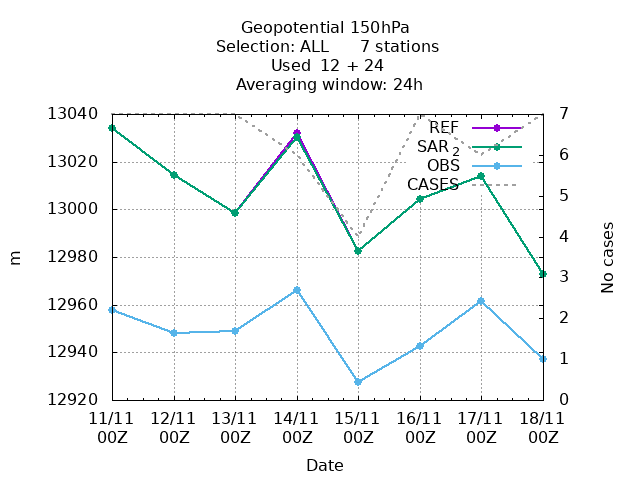 Geopotential 150hPa
Selection: ALL 7 stations
Used 12 + 24
Averaging window: 24h
13040
13020
13000
12980
12960
12940
12920
m
7
6
5
4
3
2
1
0
No cases
REF
SAR 2
OBS
CASES
11/11 12/11 13/11 14/11 15/11 16/11 17/11 18/11
00Z 00Z 00Z 00Z 00Z 00Z 00Z 00Z
Date